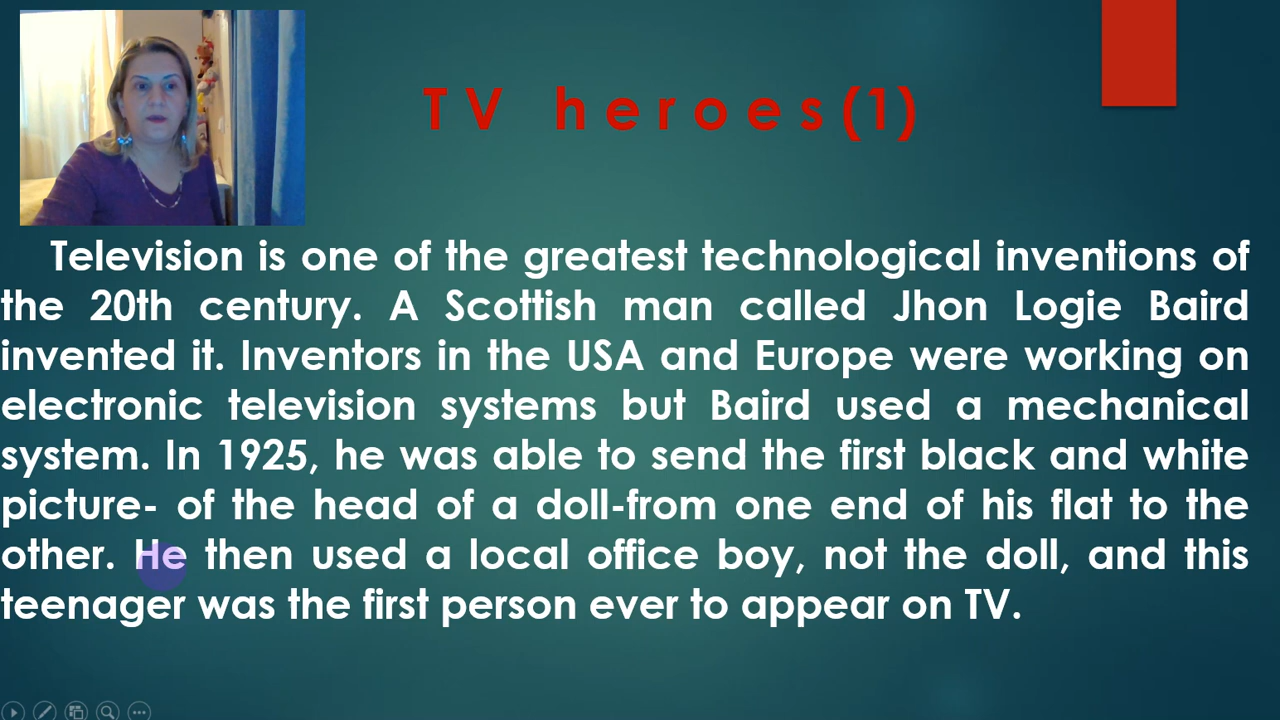 TV heroes(1)
Television is one of the greatest technological inventions of
the 20th century. A Scottish man called Jhon Logie Baird
invented it. Inventors in the USA and Europe were working on
electronic television systems but Baird used a mechanical
system. In 1925, he was able to send the first black and white
picture- of the head of a doll-from one end of his flat to the
other. He then used a local office boy, not the doll, and this
teenager was the first person ever to appear on TV.